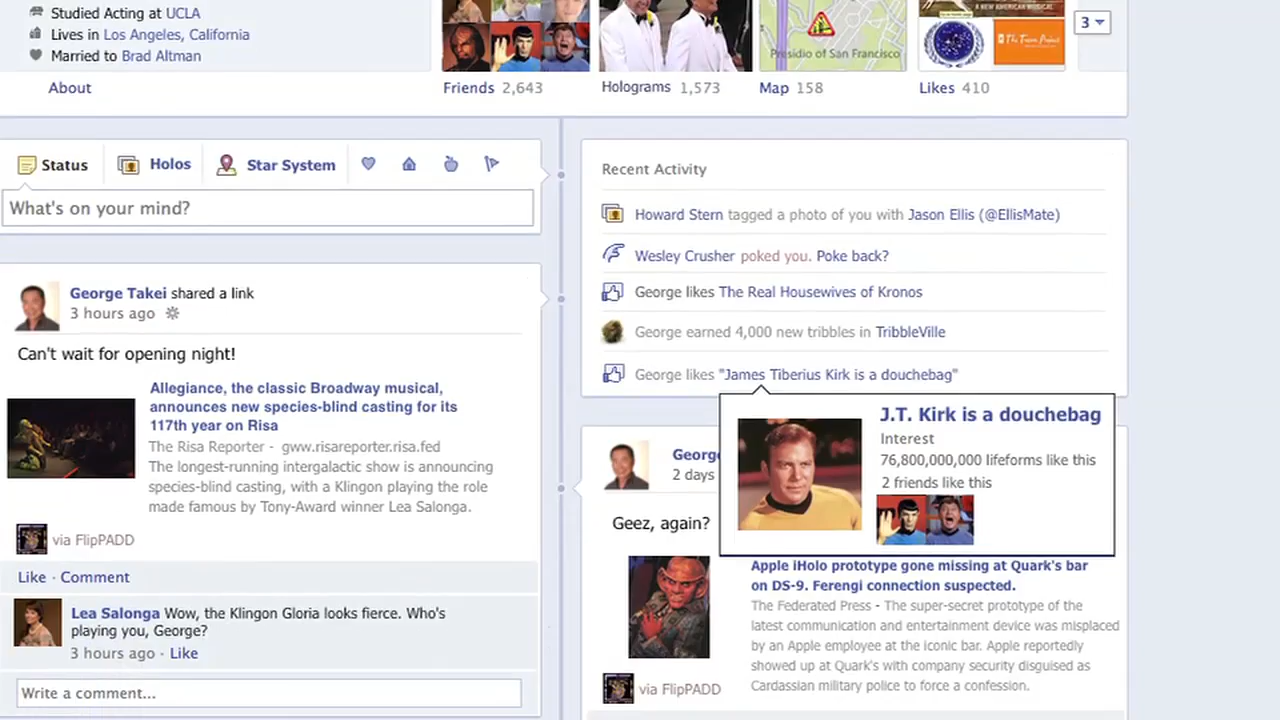 Studied Acting at UCLA
Lives in Los Angeles, California
Married to Brad Altman
About
A NEW AMERICAN MUSICAL
Presidio of San Francisco
The Trevor Project
3
Friends 2,643
Holograms 1,573
Map 158
Likes 410
Status
Holos
Star System
What's on your mind?
George Takei shared a link
3 hours ago
Can't wait for opening night!
Allegiance, the classic Broadway musical,
announces new species-blind casting for its
117th year on Risa
The Risa Reporter - gww.risareporter.risa.fed
The longest-running intergalactic show is announcing
species-blind casting, with a Klingon playing the role
made famous by Tony-Award winner Lea Salonga.
via FlipPADD
Like · Comment
Lea Salonga Wow, the Klingon Gloria looks fierce. Who's
playing you, George?
3 hours ago · Like
Write a comment...
Recent Activity
Howard Stern tagged a photo of you with Jason Ellis (@EllisMate)
Wesley Crusher poked you. Poke back?
George likes The Real Housewives of Kronos
George earned 4,000 new tribbles in TribbleVille
George likes "James Tiberius Kirk is a douchebag"
J.T. Kirk is a douchebag
Interest
76,800,000,000 lifeforms like this
2 friends like this
2 days
Geez, again?
Apple iHolo prototype gone missing at Quark's bar
on DS-9. Ferengi connection suspected.
The Federated Press - The super-secret prototype of the
latest communication and entertainment device was misplaced
by an Apple employee at the iconic bar. Apple reportedly
showed up at Quark's with company security disguised as
Cardassian military police to force a confession.
via FlipPADD